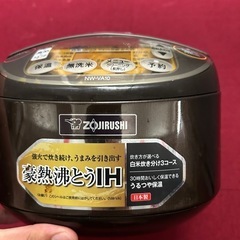 NW-VA10
保温
無洗米
予約
ZOJIRUSHI
強火で炊き続け、うまみを引き出す
豪熱沸とうIH
炊き方が選べる
白米炊き分け3コース
30時間おいしく保温できる
うるつや保温
日本製